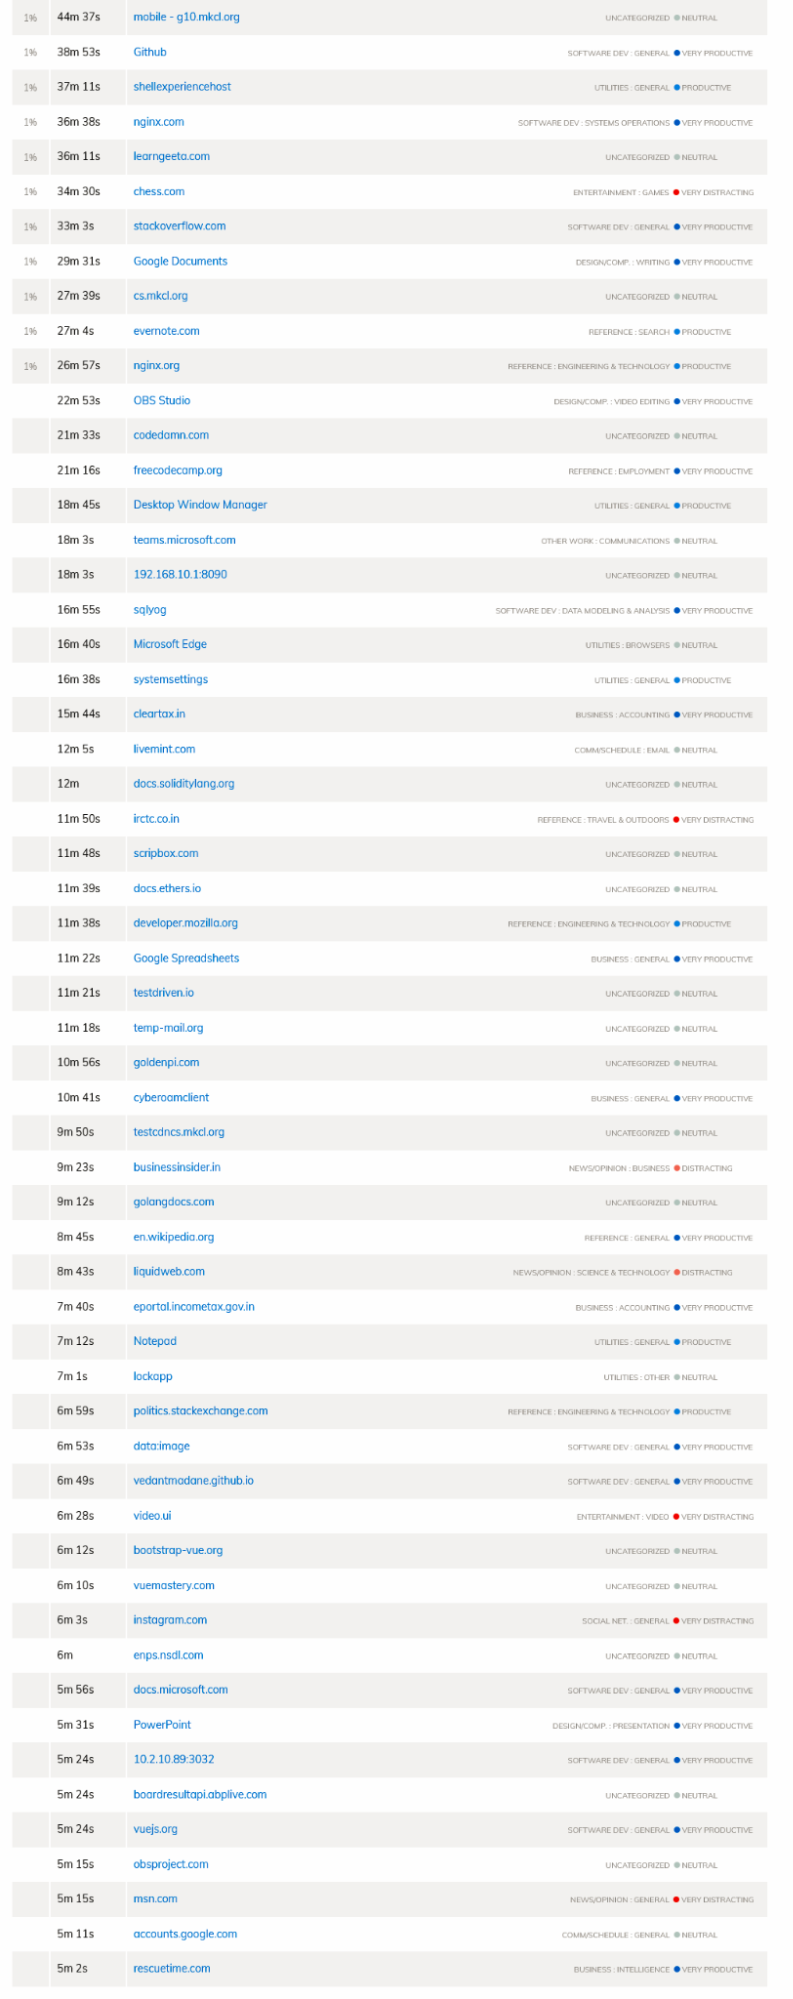 1% 44m 37s mobile - g10.mkcl.org UNCATEGORIZED NEUTRAL
1% 38m 53s Github SOFTWARE DEV : GENERAL VERY PRODUCTIVE
1% 37m 11s shellexperiencehost UTILITIES : GENERAL PRODUCTIVE
1% 36m 38s nginx.com SOFTWARE DEV : SYSTEMS OPERATIONS VERY PRODUCTIVE
1% 36m 11s learngeeta.com UNCATEGORIZED NEUTRAL
1% 34m 30s chess.com ENTERTAINMENT : GAMES VERY DISTRACTING
1% 33m 3s stackoverflow.com SOFTWARE DEV : GENERAL VERY PRODUCTIVE
1% 29m 31s Google Documents DESIGN/COMP. : WRITING VERY PRODUCTIVE
1% 27m 39s cs.mkcl.org UNCATEGORIZED NEUTRAL
1% 27m 4s evernote.com REFERENCE : SEARCH PRODUCTIVE
1% 26m 57s nginx.org REFERENCE : ENGINEERING & TECHNOLOGY PRODUCTIVE
22m 53s OBS Studio DESIGN/COMP. : VIDEO EDITING VERY PRODUCTIVE
21m 33s codedamn.com UNCATEGORIZED NEUTRAL
21m 16s freecodecamp.org REFERENCE : EMPLOYMENT VERY PRODUCTIVE
18m 45s Desktop Window Manager UTILITIES : GENERAL PRODUCTIVE
18m 3s teams.microsoft.com OTHER WORK : COMMUNICATIONS NEUTRAL
18m 3s 192.168.10.1:8090 UNCATEGORIZED NEUTRAL
16m 55s sqlyog SOFTWARE DEV : DATA MODELING & ANALYSIS VERY PRODUCTIVE
16m 40s Microsoft Edge UTILITIES : BROWSERS NEUTRAL
16m 38s systemsettings UTILITIES : GENERAL PRODUCTIVE
15m 44s cleartax.in BUSINESS : ACCOUNTING VERY PRODUCTIVE
12m 5s livemint.com COMM/SCHEDULE : EMAIL NEUTRAL
12m docs.soliditylang.org UNCATEGORIZED NEUTRAL
11m 50s irctc.co.in REFERENCE : TRAVEL & OUTDOORS VERY DISTRACTING
11m 48s scripbox.com UNCATEGORIZED NEUTRAL
11m 39s docs.ethers.io UNCATEGORIZED NEUTRAL
11m 38s developer.mozilla.org REFERENCE : ENGINEERING & TECHNOLOGY PRODUCTIVE
11m 22s Google Spreadsheets BUSINESS : GENERAL VERY PRODUCTIVE
11m 21s testdriven.io UNCATEGORIZED NEUTRAL
11m 18s temp-mail.org UNCATEGORIZED NEUTRAL
10m 56s goldenpi.com UNCATEGORIZED NEUTRAL
10m 41s cyberoamclient BUSINESS : GENERAL VERY PRODUCTIVE
9m 50s testcdncs.mkcl.org UNCATEGORIZED NEUTRAL
9m 23s businessinsider.in NEWS/OPINION : BUSINESS DISTRACTING
9m 12s golangdocs.com UNCATEGORIZED NEUTRAL
8m 45s en.wikipedia.org REFERENCE : GENERAL VERY PRODUCTIVE
8m 43s liquidweb.com NEWS/OPINION : SCIENCE & TECHNOLOGY DISTRACTING
7m 40s eportal.incometax.gov.in BUSINESS : ACCOUNTING VERY PRODUCTIVE
7m 12s Notepad UTILITIES : GENERAL PRODUCTIVE
7m 1s lockapp UTILITIES : OTHER NEUTRAL
6m 59s politics.stackexchange.com REFERENCE : ENGINEERING & TECHNOLOGY PRODUCTIVE
6m 53s data:image SOFTWARE DEV : GENERAL VERY PRODUCTIVE
6m 49s vedantmadane.github.io SOFTWARE DEV : GENERAL VERY PRODUCTIVE
6m 28s video.ui ENTERTAINMENT : VIDEO VERY DISTRACTING
6m 12s bootstrap-vue.org UNCATEGORIZED NEUTRAL
6m 10s vuemastery.com UNCATEGORIZED NEUTRAL
6m 3s instagram.com SOCIAL NET. : GENERAL VERY DISTRACTING
6m enps.nsdl.com UNCATEGORIZED NEUTRAL
5m 56s docs.microsoft.com SOFTWARE DEV : GENERAL VERY PRODUCTIVE
5m 31s PowerPoint DESIGN/COMP. : PRESENTATION VERY PRODUCTIVE
5m 24s 10.2.10.89:3032 SOFTWARE DEV : GENERAL VERY PRODUCTIVE
5m 24s boardresultapi.abplive.com UNCATEGORIZED NEUTRAL
5m 24s vuejs.org SOFTWARE DEV : GENERAL VERY PRODUCTIVE
5m 15s obsproject.com UNCATEGORIZED NEUTRAL
5m 15s msn.com NEWS/OPINION : GENERAL VERY DISTRACTING
5m 11s accounts.google.com COMM/SCHEDULE : GENERAL NEUTRAL
5m 2s rescuetime.com BUSINESS : INTELLIGENCE VERY PRODUCTIVE